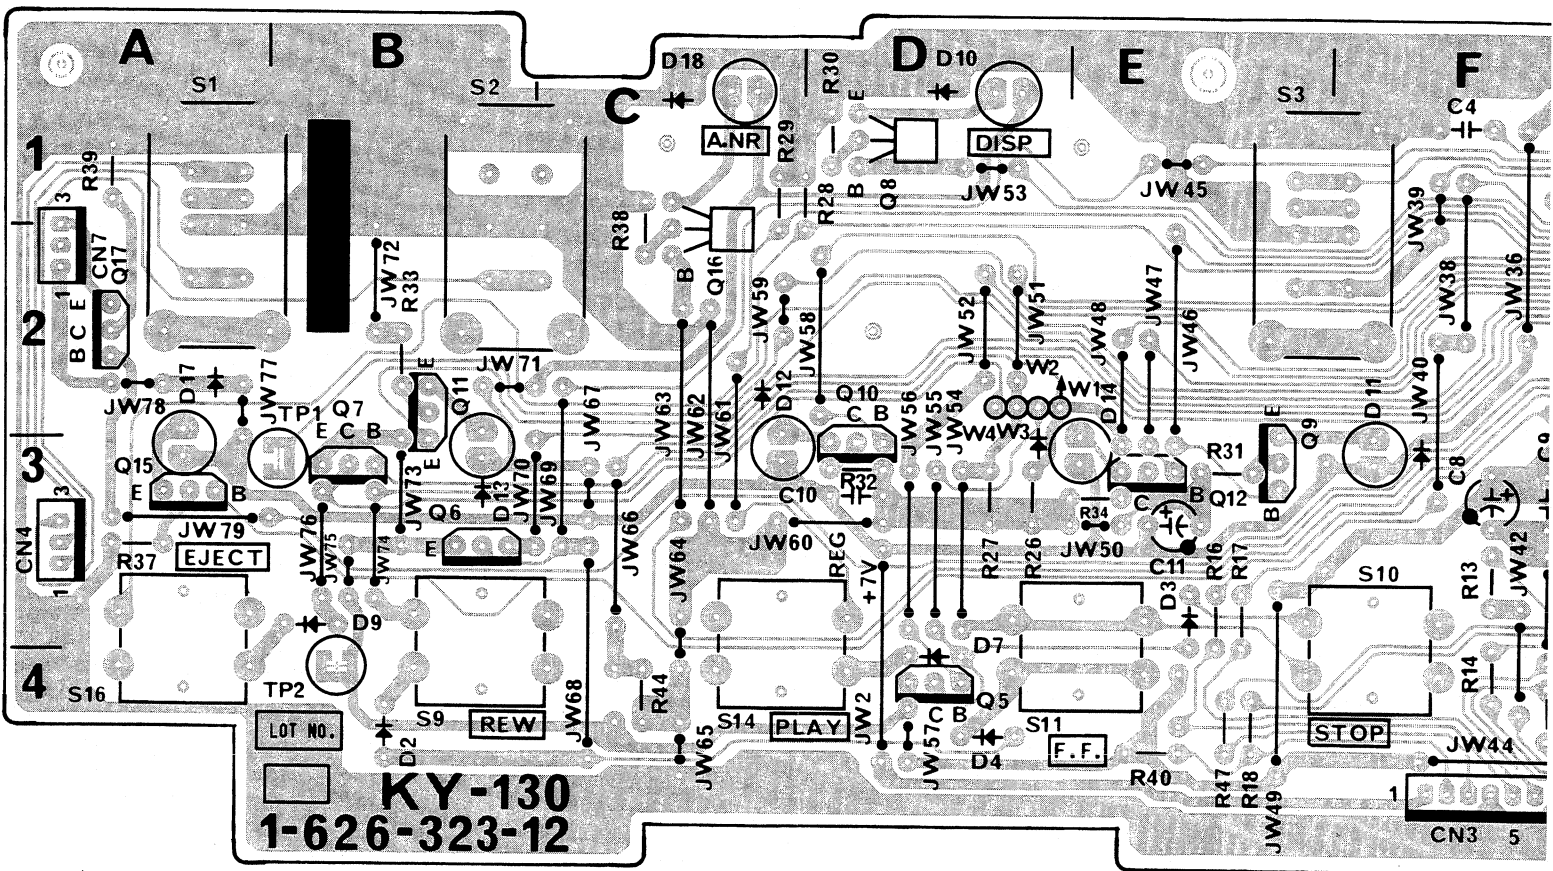 A B C D E F
1
2
3
4
S1
S2
D18
A.NR
R30
E
B
R29
R28
Q8
D10
DISP
JW53
JW45
S3
C4
R39
3
CN7
1
Q17
B C E
R38
B
Q16
JW72
R33
JW59
JW58
JW52
JW51
JW48
JW47
JW46
JW39
JW38
JW36
JW40
JW78
D17
JW77
TP1
Q7
E C B
E
Q11
E
JW71
JW67
JW63
JW62
JW61
D12
Q10
C B
JW56
JW55
JW54
W2
W1
W4
W3
D14
R31
E
Q9
B
D11
C8
C9
Q15
E B
JW79
R37
EJECT
3
CN4
1
JW76
JW75
JW74
JW73
Q6
E
D13
JW70
JW69
JW66
JW64
C10
R32
JW60
REG
+7V
R27
R26
R34
JW50
C B
Q12
C11
+
+
D3
R16
R17
S10
R13
JW42
R14
S16
TP2
D9
D2
S9
REW
JW68
R44
JW65
S14
PLAY
JW2
D7
Q5
C B
JW57
D4
S11
F.F.
R40
R47
R18
JW49
STOP
JW44
1
CN3 5
LOT NO.
KY-130
1-626-323-12